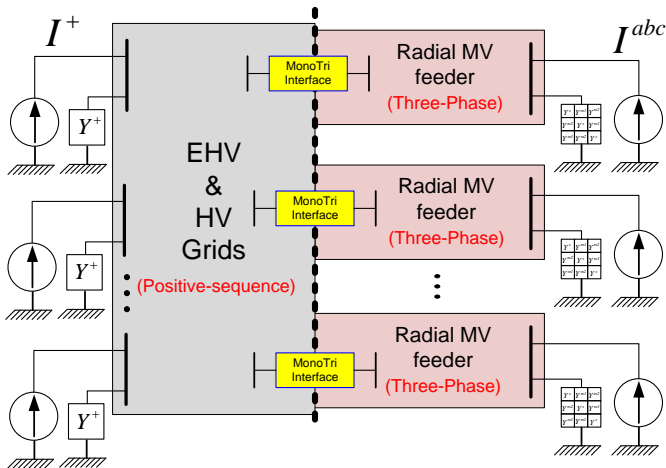 I⁺
I^{abc}
MonoTri
Interface
Radial MV
feeder
(Three-Phase)
Y⁺
EHV
&
HV
Grids
(Positive-sequence)
MonoTri
Interface
Radial MV
feeder
(Three-Phase)
Y⁺
MonoTri
Interface
Radial MV
feeder
(Three-Phase)
Y⁺